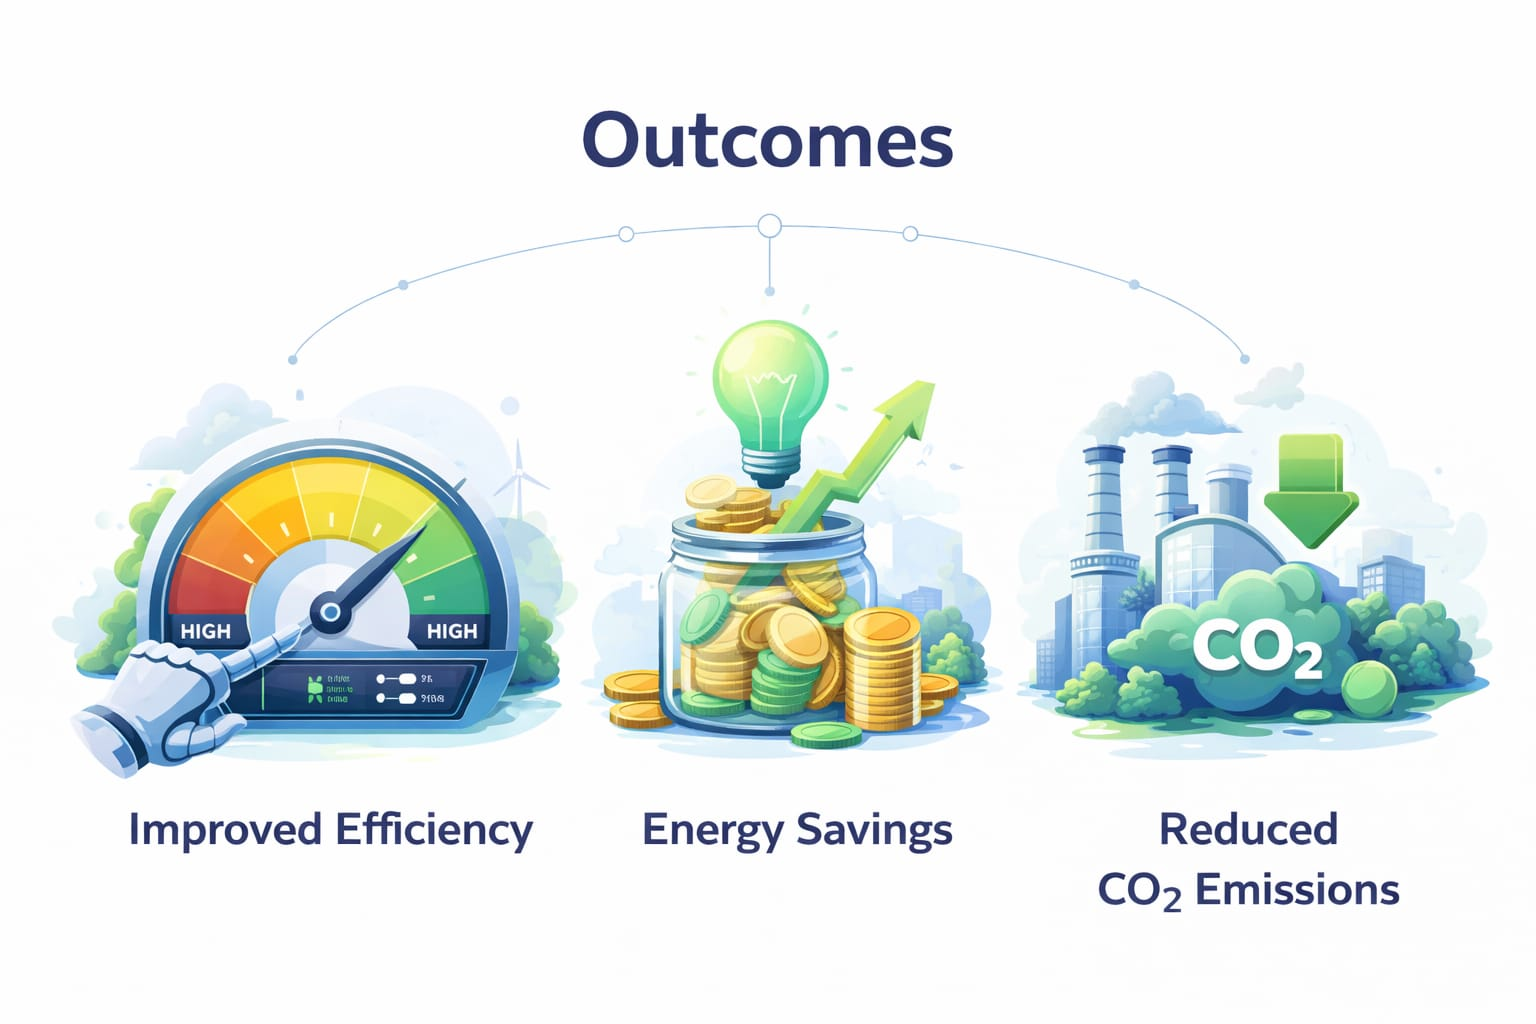 Outcomes
HIGH
HIGH
CO₂
Improved Efficiency
Energy Savings
Reduced
CO₂ Emissions